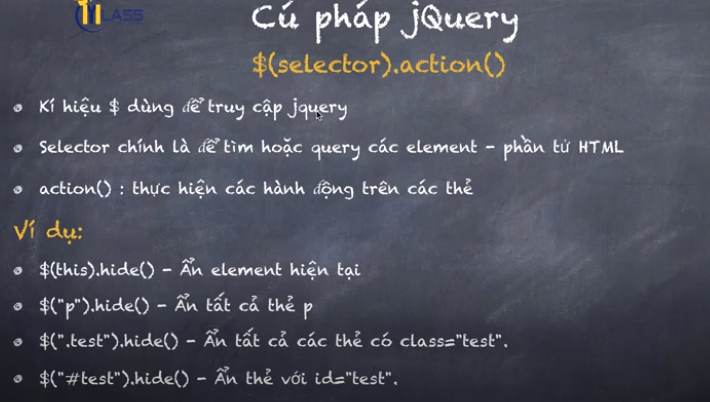 LASS
Cú pháp jQuery
$(selector).action()
Kí hiệu $ dùng để truy cập jquery
Selector chính là để tìm hoặc query các element - phần tử HTML
action() : thực hiện các hành động trên các thẻ
Ví dụ:
$(this).hide() - Ẩn element hiện tại
$("p").hide() - Ẩn tất cả thẻ p
$(".test").hide() - Ẩn tất cả các thẻ có class="test".
$("#test").hide() - Ẩn thẻ với id="test".